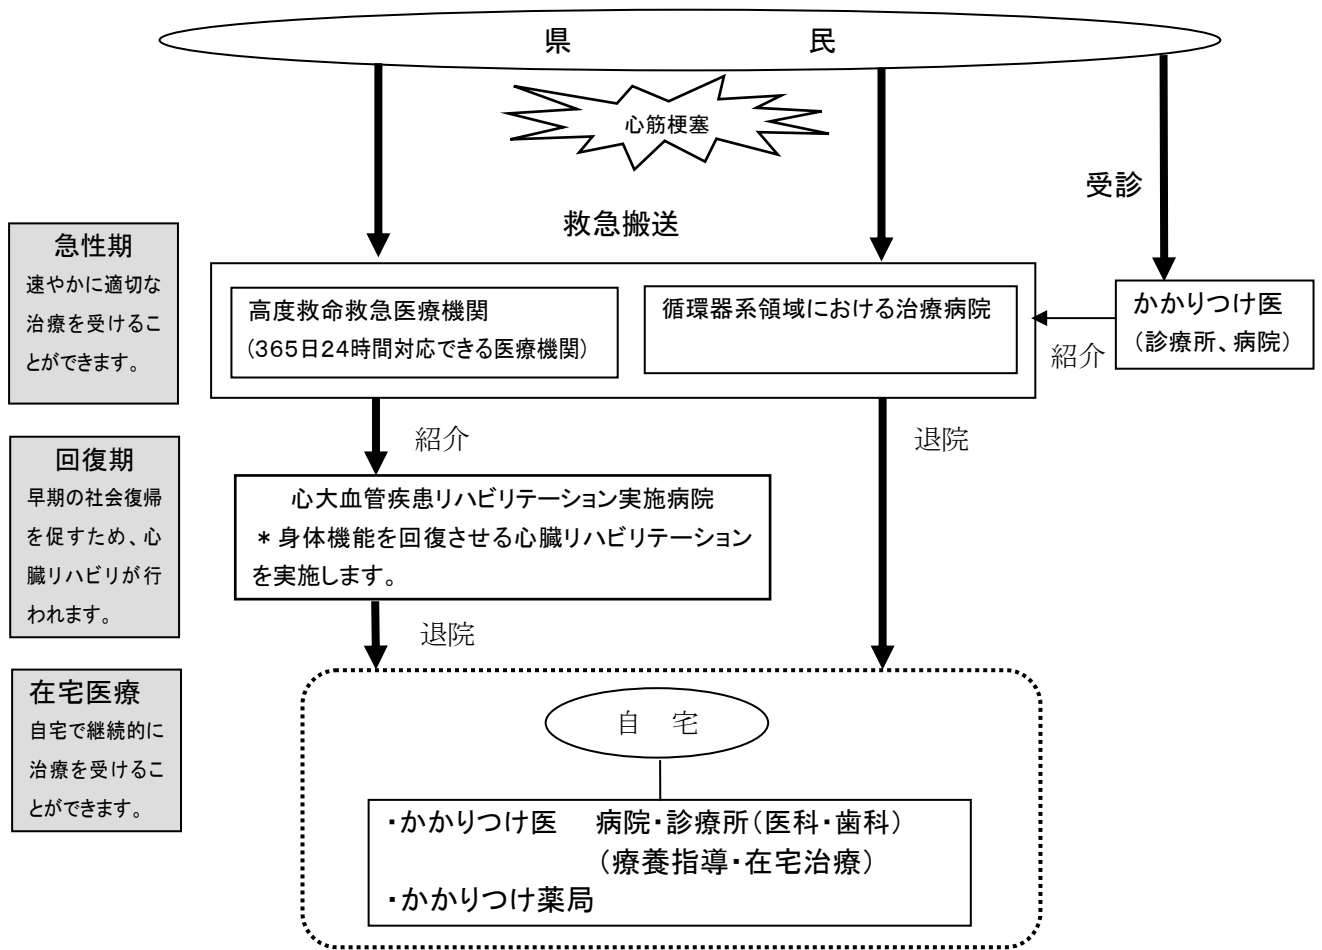 県　　　民
心筋梗塞
受診
救急搬送
急性期
速やかに適切な
治療を受けるこ
とができます。
高度救命救急医療機関
(365日24時間対応できる医療機関)
循環器系領域における治療病院
かかりつけ医
(診療所、病院)
紹介
紹介
退院
回復期
早期の社会復帰
を促すため、心
臓リハビリが行
われます。
心大血管疾患リハビリテーション実施病院
＊身体機能を回復させる心臓リハビリテーション
を実施します。
退院
在宅医療
自宅で継続的に
治療を受けるこ
とができます。
自　宅
・かかりつけ医　病院・診療所(医科・歯科)
(療養指導・在宅治療)
・かかりつけ薬局